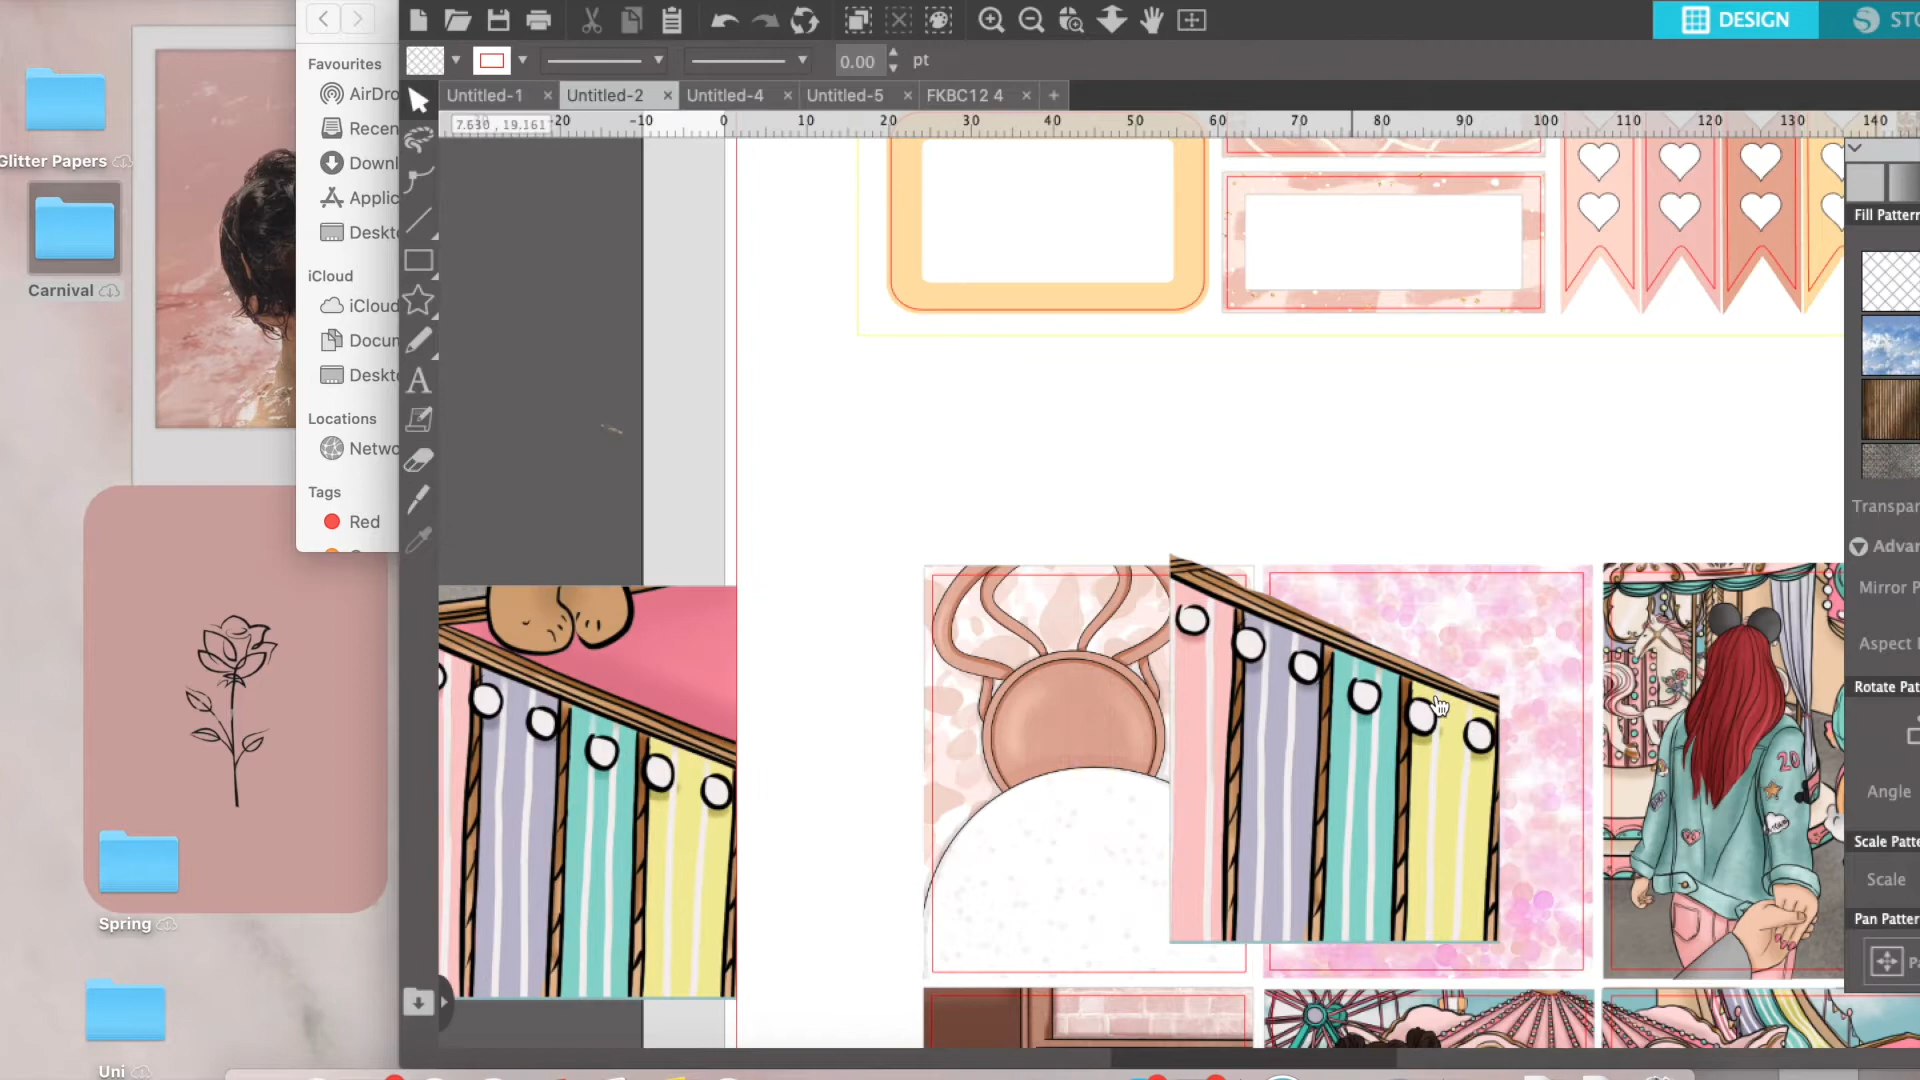 Glitter Papers
Carnival
Spring
Uni
Favourites
AirDro
Recen
Downl
Applic
Deskt
iCloud
iCloud
Docun
Deskt
Locations
Netwo
Tags
Red
DESIGN
STO
0.00 pt
Untitled-1 × Untitled-2 × Untitled-4 × Untitled-5 × FKBC12 4 × +
7.630 , 19.161
-20 -10 0 10 20 30 40 50 60 70 80 90 100 110 120 130 140
Fill Pattern
Transpar
Advan
Mirror P
Aspect
Rotate Pat
Angle
Scale Patte
Scale
Pan Patter
Pa
20